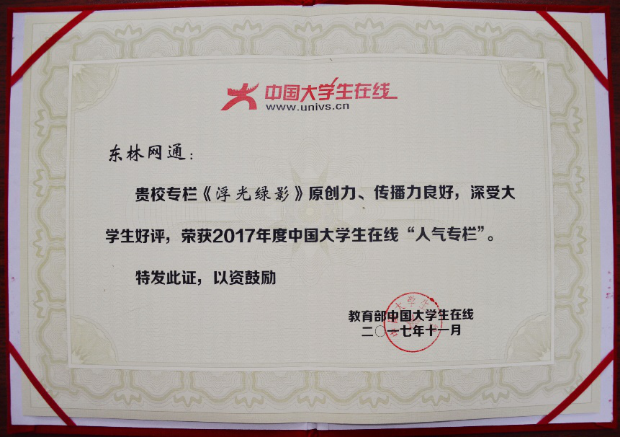 中国大学生在线
www.univs.cn
东林网通：
贵校专栏《浮光绿影》原创力、传播力良好，深受大
学生好评，荣获2017年度中国大学生在线“人气专栏”。
特发此证，以资鼓励
教育部中国大学生在线
二〇一七年十一月